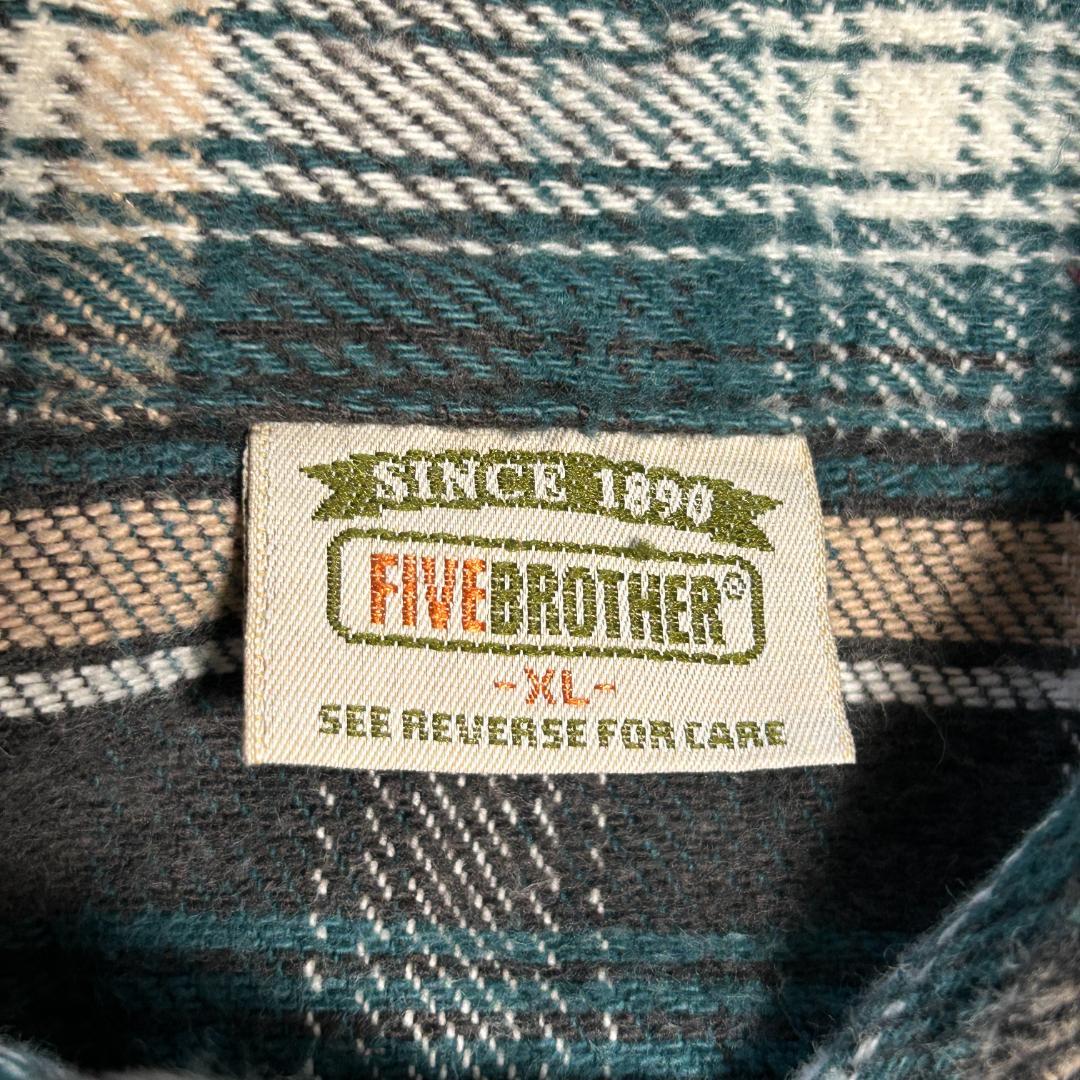 SINCE 1890
FIVEBROTHER®
-XL-
SEE REVERSE FOR CARE